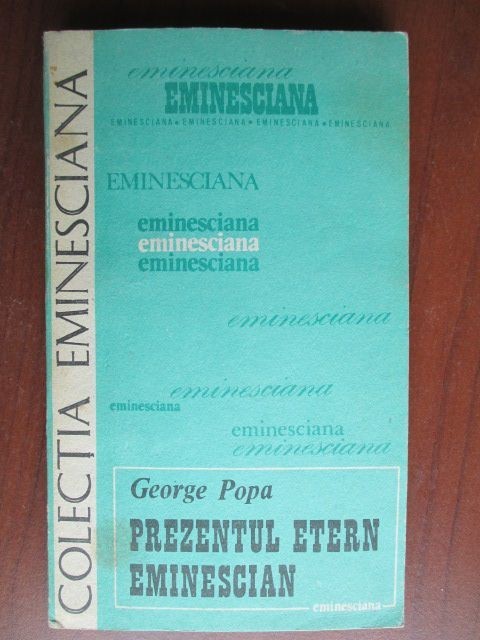 COLECȚIA EMINESCIANA
eminesciana
EMINESCIANA
EMINESCIANA • EMINESCIANA • EMINESCIANA • EMINESCIANA
EMINESCIANA
eminesciana
eminesciana
eminesciana
eminesciana
eminesciana
eminesciana
eminesciana
eminesciana
George Popa
PREZENTUL ETERN
EMINESCIAN
eminesciana